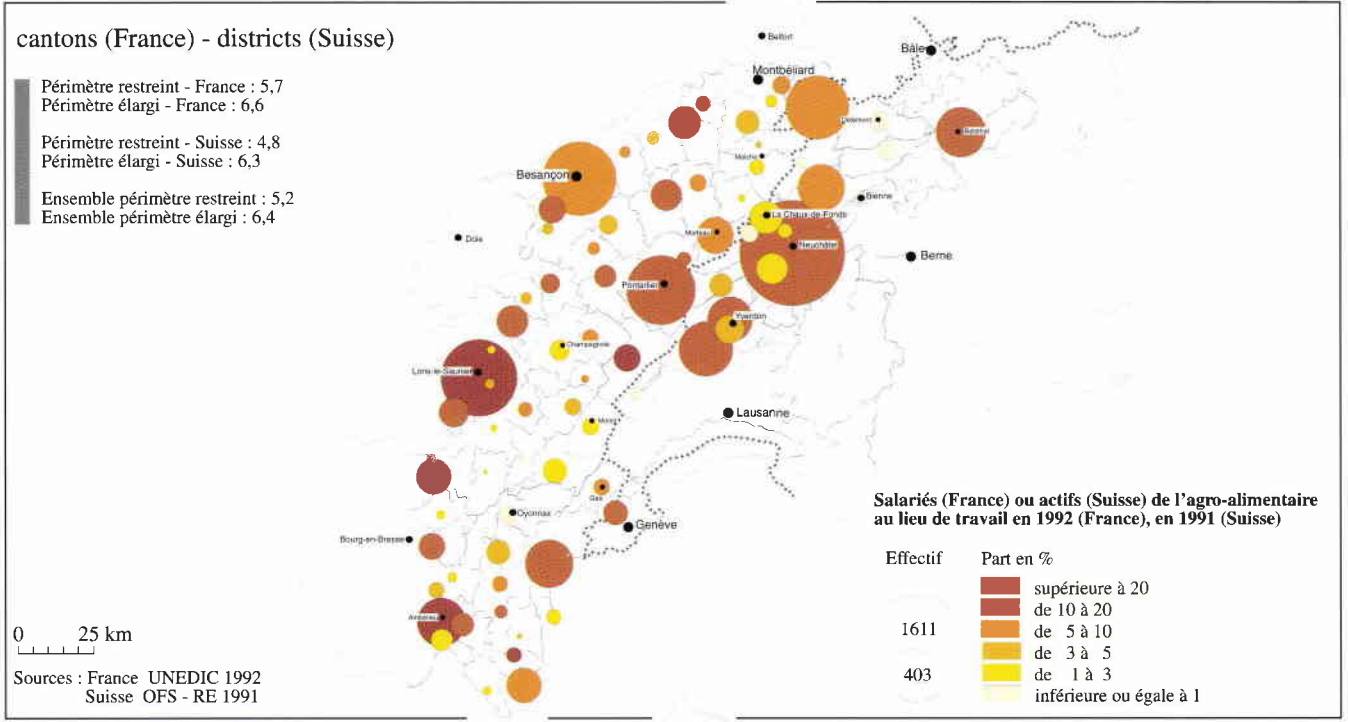 cantons (France) - districts (Suisse)
Périmètre restreint - France : 5,7
Périmètre élargi - France : 6,6
Périmètre restreint - Suisse : 4,8
Périmètre élargi - Suisse : 6,3
Ensemble périmètre restreint : 5,2
Ensemble périmètre élargi : 6,4
Belfort
Bâle
Montbéliard
Delémont
Maîche
Besançon
Bienne
La Chaux-de-Fonds
Morteau
Neuchâtel
Dole
Berne
Pontarlier
Yverdon
Champagnole
Lons-le-Saunier
Lausanne
Morez
Gex
Oyonnax
Genève
Bourg-en-Bresse
Ambérieu
0 25 km
Sources : France UNEDIC 1992
Suisse OFS - RE 1991
Salariés (France) ou actifs (Suisse) de l'agro-alimentaire
au lieu de travail en 1992 (France), en 1991 (Suisse)
Effectif Part en %
supérieure à 20
de 10 à 20
1611 de 5 à 10
de 3 à 5
403 de 1 à 3
inférieure ou égale à 1